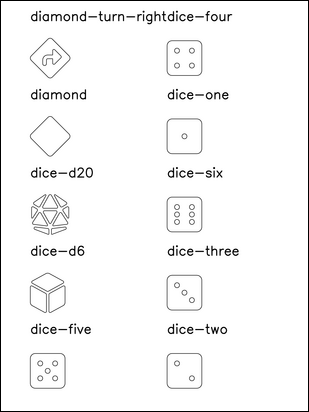 diamond-turn-rightdice-four
diamond dice-one
dice-d20 dice-six
dice-d6 dice-three
dice-five dice-two